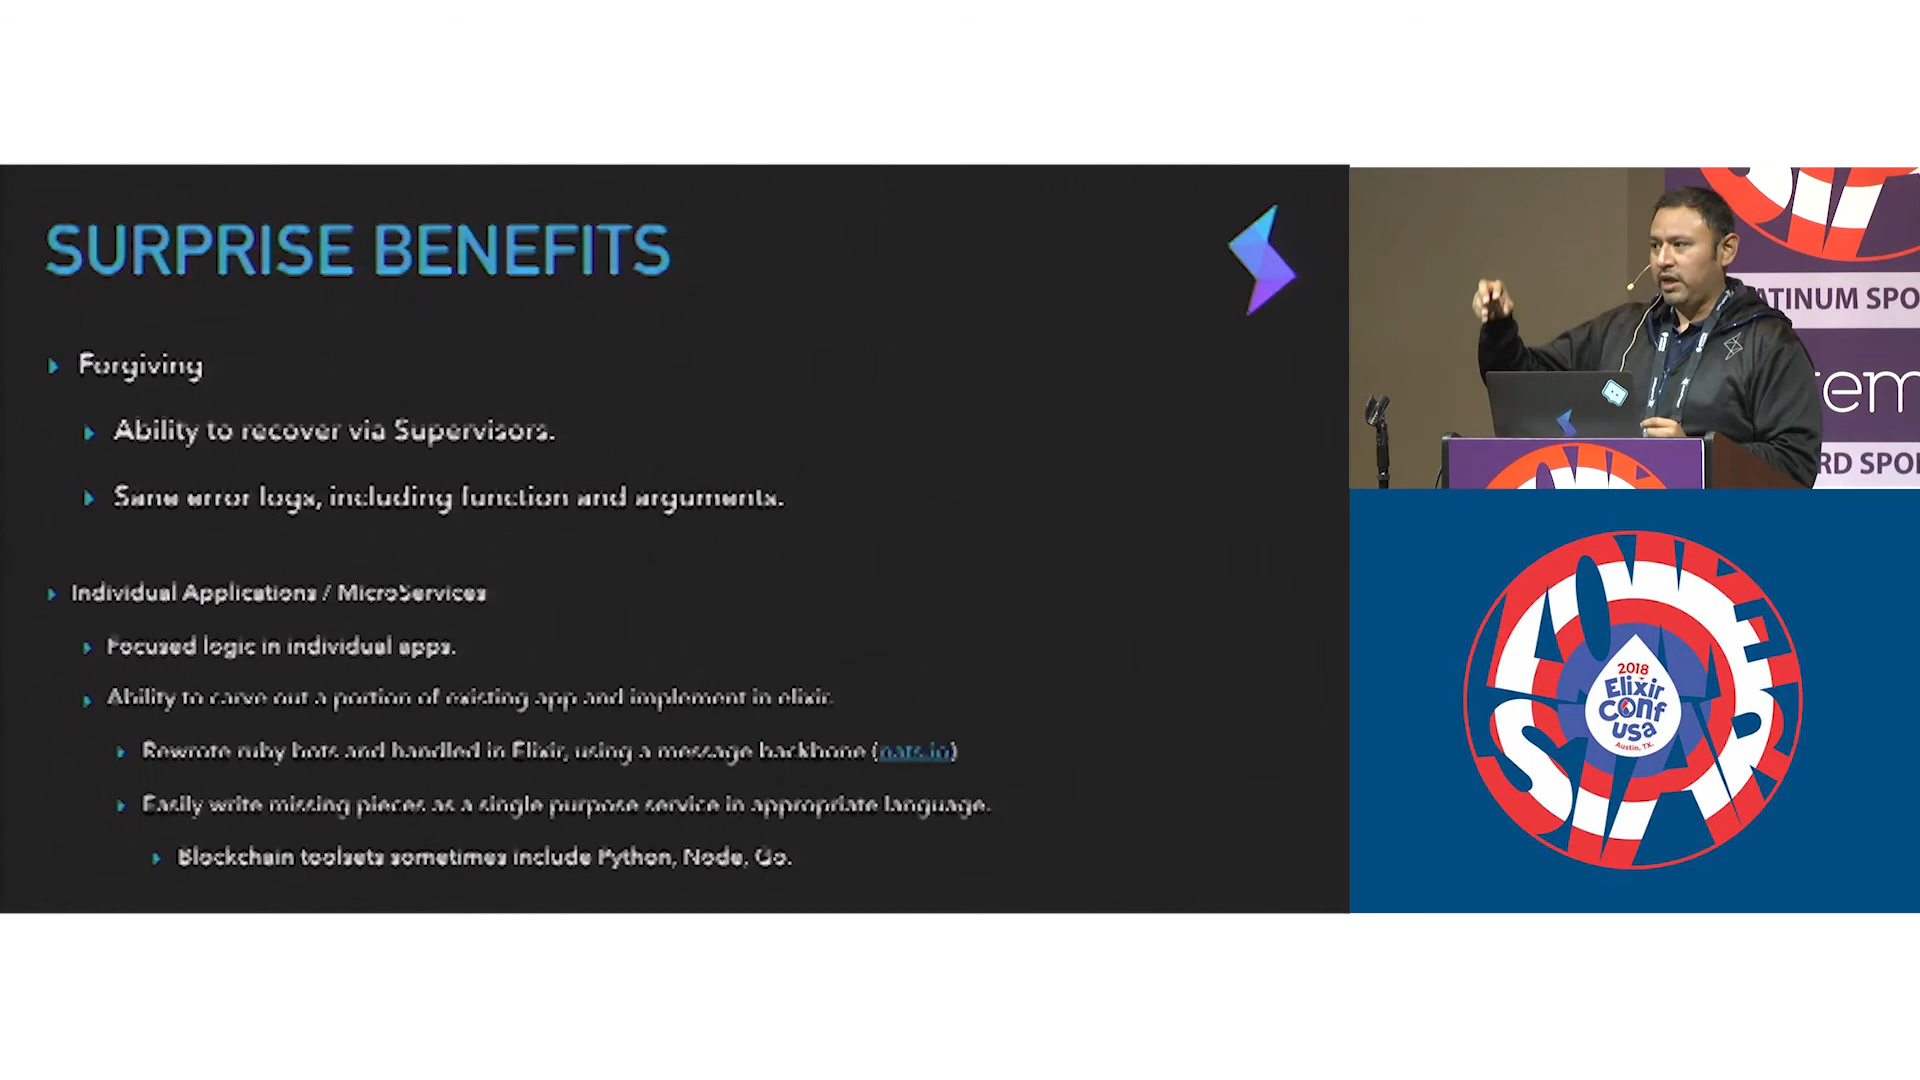 SURPRISE BENEFITS
Forgiving
Ability to recover via Supervisors.
Sane error logs, including function and arguments.
Individual Applications / MicroServices
Focused logic in individual apps.
Ability to carve out a portion of existing app and implement in elixir.
Rewrote ruby bots and handled in Elixir, using a message backbone (nats.io)
Easily write missing pieces as a single purpose service in appropriate language.
Blockchain toolsets sometimes include Python, Node, Go.
ATINUM SPO
em
RD SPO
LONESTAR
2018
Elixir
Conf
USA
Austin, TX.